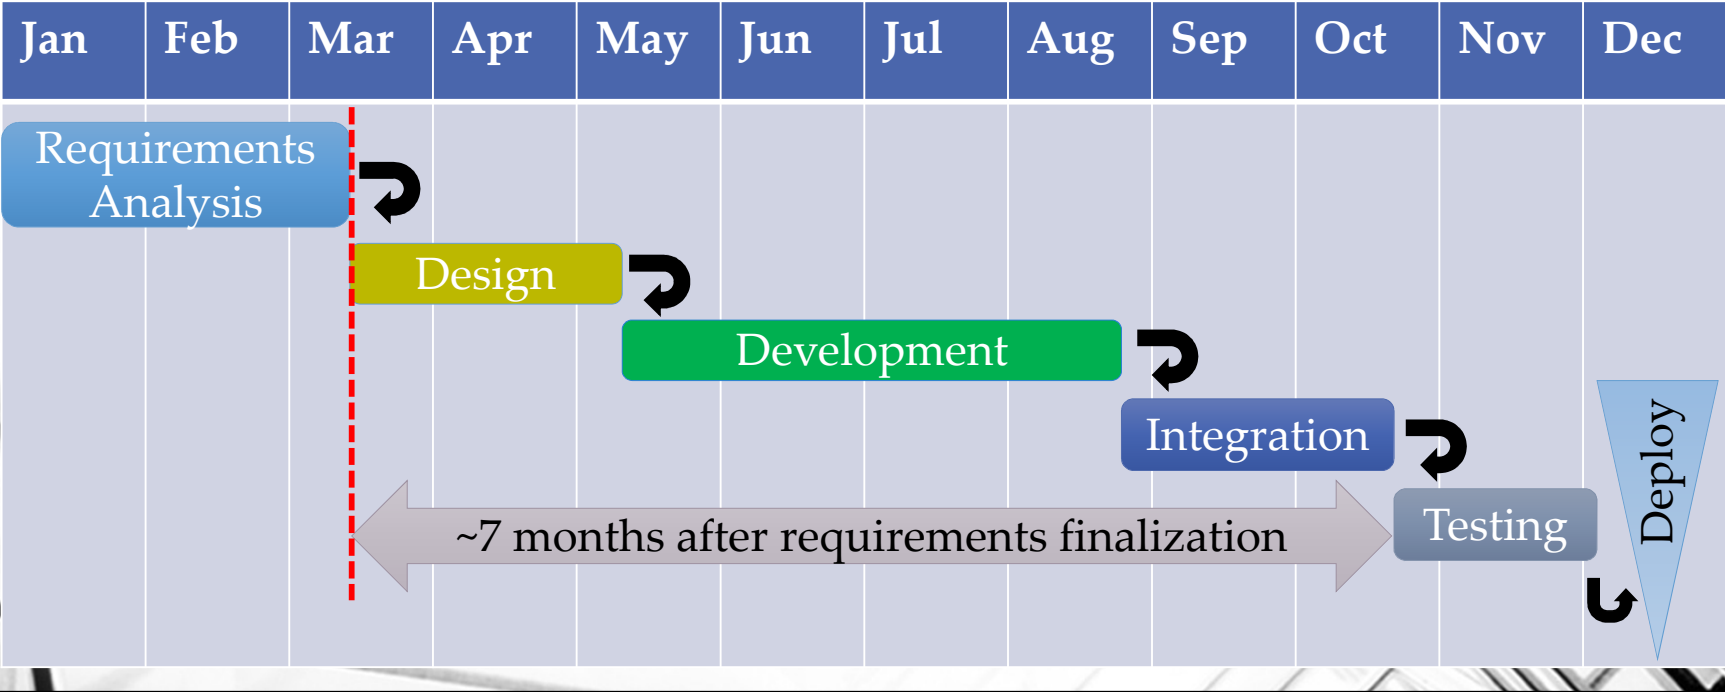 Jan Feb Mar Apr May Jun Jul Aug Sep Oct Nov Dec
Requirements
Analysis
Design
Development
Integration
Testing
~7 months after requirements finalization
Deploy